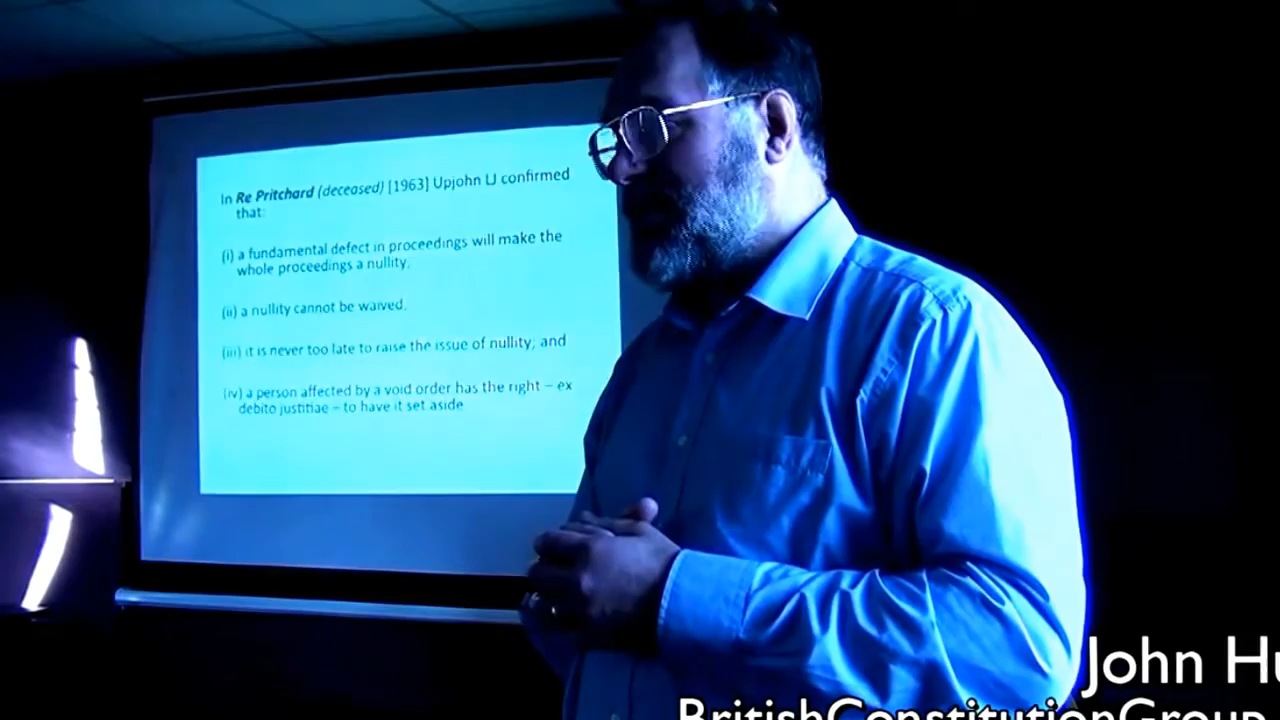 In Re Pritchard (deceased) [1963] Upjohn LJ confirmed
that:
(i) a fundamental defect in proceedings will make the
whole proceedings a nullity.
(ii) a nullity cannot be waived.
(iii) it is never too late to raise the issue of nullity; and
(iv) a person affected by a void order has the right – ex
debito justitiae – to have it set aside
John Hu
BritishConstitutionGroup